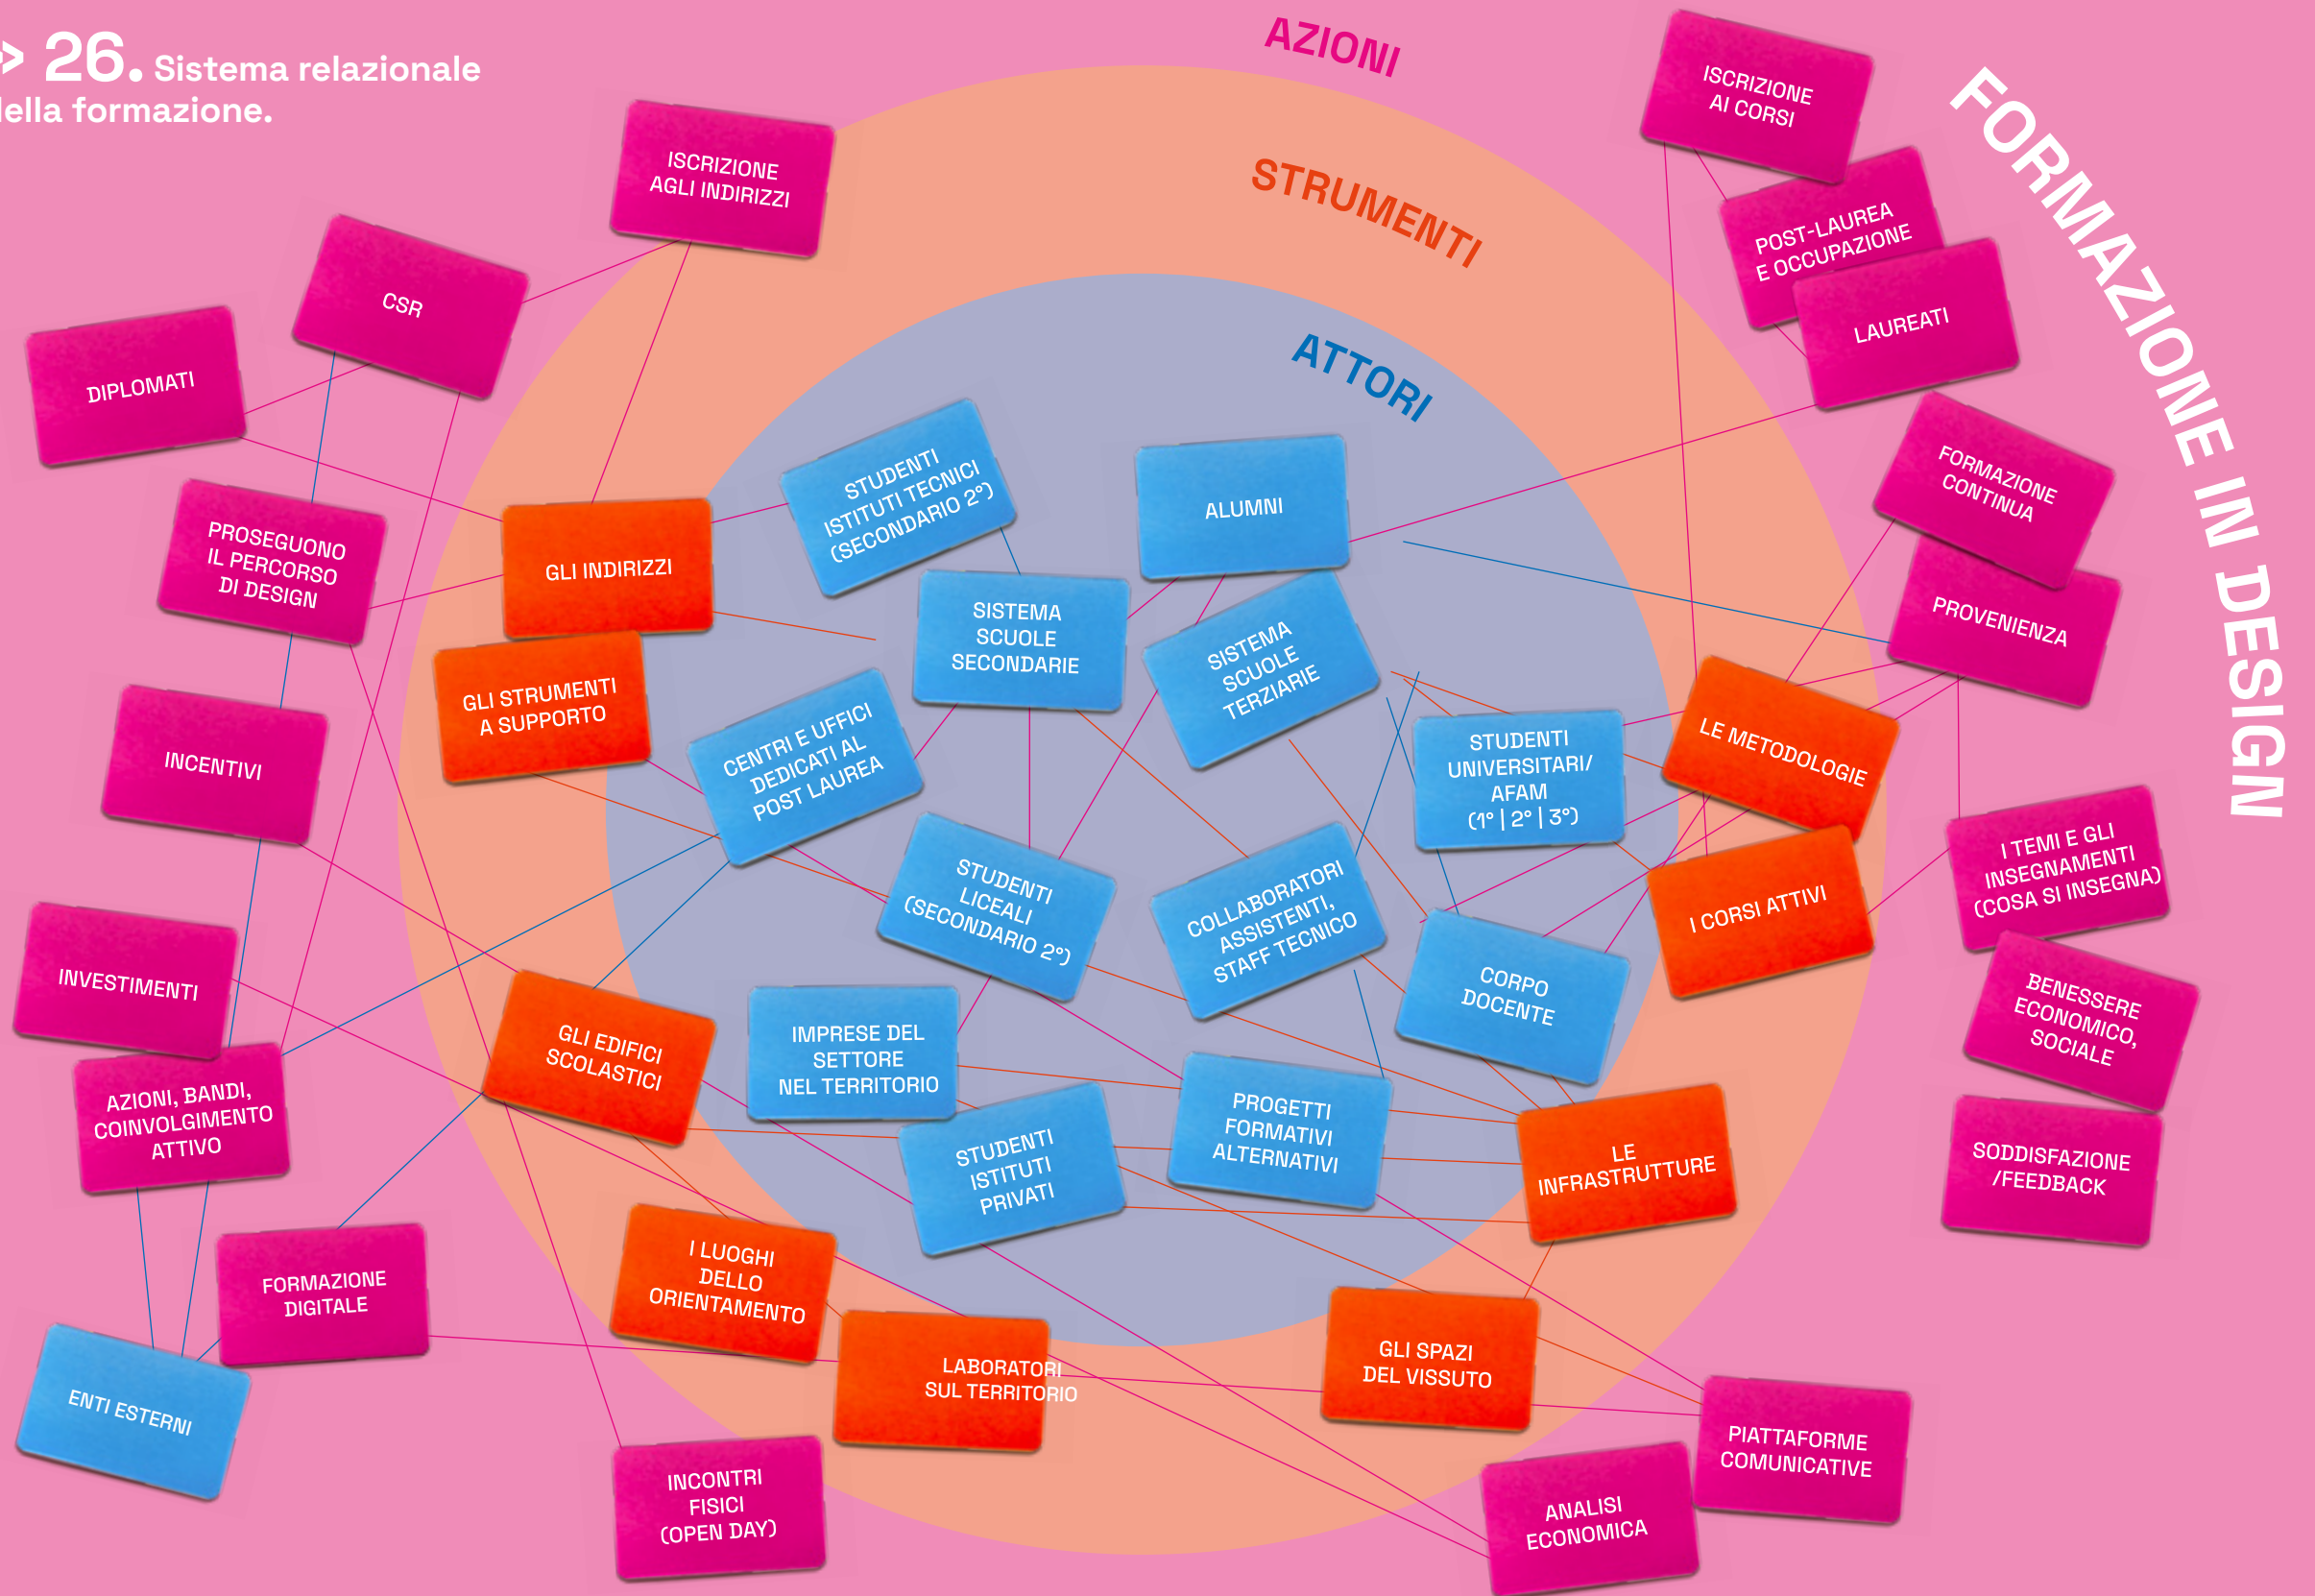 > 26. Sistema relazionale
della formazione.
AZIONI
STRUMENTI
ATTORI
FORMAZIONE IN DESIGN
ISCRIZIONE
AI CORSI
POST-LAUREA
E OCCUPAZIONE
LAUREATI
FORMAZIONE
CONTINUA
PROVENIENZA
I TEMI E GLI
INSEGNAMENTI
(COSA SI INSEGNA)
BENESSERE
ECONOMICO,
SOCIALE
SODDISFAZIONE
/FEEDBACK
ISCRIZIONE
AGLI INDIRIZZI
CSR
DIPLOMATI
PROSEGUONO
IL PERCORSO
DI DESIGN
INCENTIVI
INVESTIMENTI
AZIONI, BANDI,
COINVOLGIMENTO
ATTIVO
FORMAZIONE
DIGITALE
ENTI ESTERNI
INCONTRI
FISICI
(OPEN DAY)
GLI INDIRIZZI
GLI STRUMENTI
A SUPPORTO
GLI EDIFICI
SCOLASTICI
I LUOGHI
DELLO
ORIENTAMENTO
LABORATORI
SUL TERRITORIO
GLI SPAZI
DEL VISSUTO
LE
INFRASTRUTTURE
LE METODOLOGIE
I CORSI ATTIVI
STUDENTI
ISTITUTI TECNICI
(SECONDARIO 2°)
ALUMNI
SISTEMA
SCUOLE
SECONDARIE
SISTEMA
SCUOLE
TERZIARIE
CENTRI E UFFICI
DEDICATI AL
POST LAUREA
STUDENTI
UNIVERSITARI/
AFAM
(1° | 2° | 3°)
STUDENTI
LICEALI
(SECONDARIO 2°)
COLLABORATORI
ASSISTENTI,
STAFF TECNICO
CORPO
DOCENTE
IMPRESE DEL
SETTORE
NEL TERRITORIO
STUDENTI
ISTITUTI
PRIVATI
PROGETTI
FORMATIVI
ALTERNATIVI
PIATTAFORME
COMUNICATIVE
ANALISI
ECONOMICA